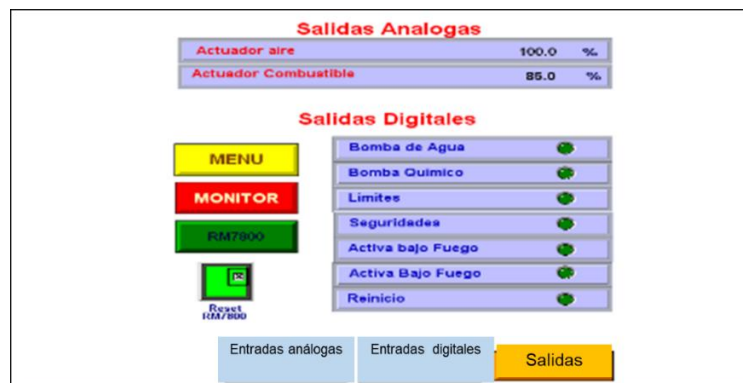 Salidas Analogas
Actuador aire 100.0 %
Actuador Combustible 85.0 %
Salidas Digitales
MENU
MONITOR
RM7800
Reset
RM7800
Bomba de Agua
Bomba Quimico
Limites
Seguridades
Activa bajo Fuego
Activa Bajo Fuego
Reinicio
Entradas análogas
Entradas digitales
Salidas